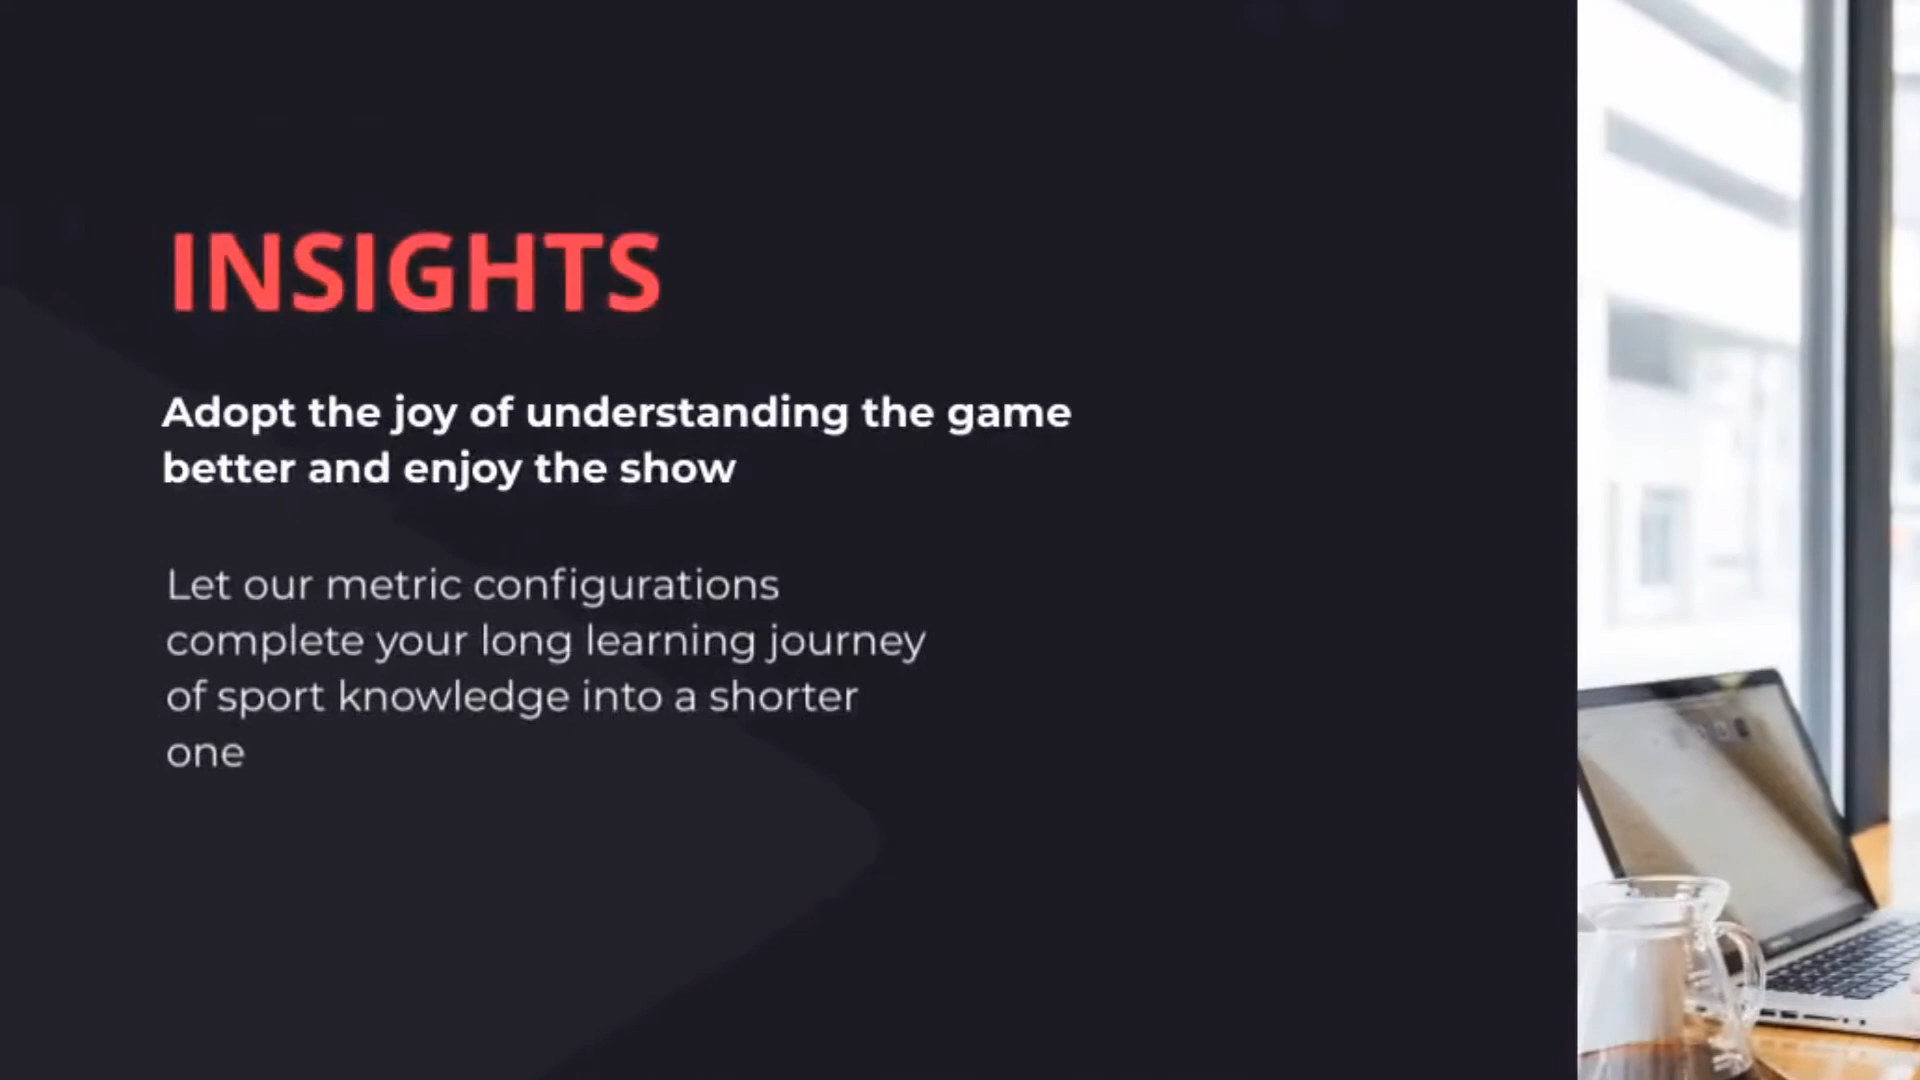 INSIGHTS
Adopt the joy of understanding the game
better and enjoy the show
Let our metric configurations
complete your long learning journey
of sport knowledge into a shorter
one